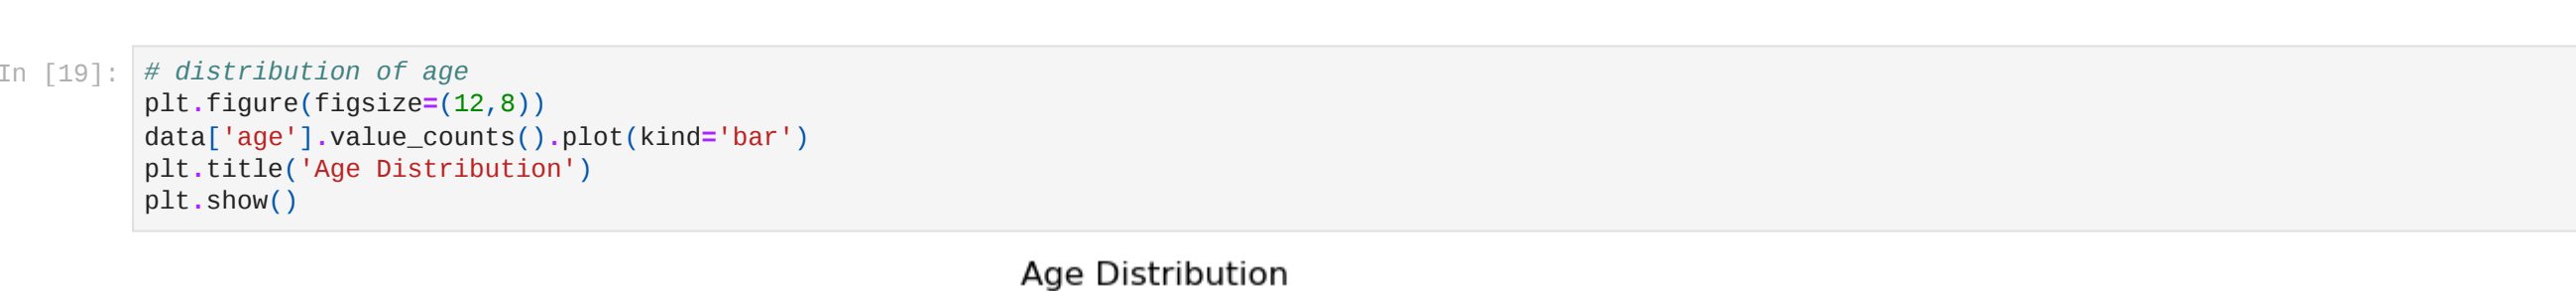 In [19]:
# distribution of age
plt.figure(figsize=(12,8))
data['age'].value_counts().plot(kind='bar')
plt.title('Age Distribution')
plt.show()
Age Distribution